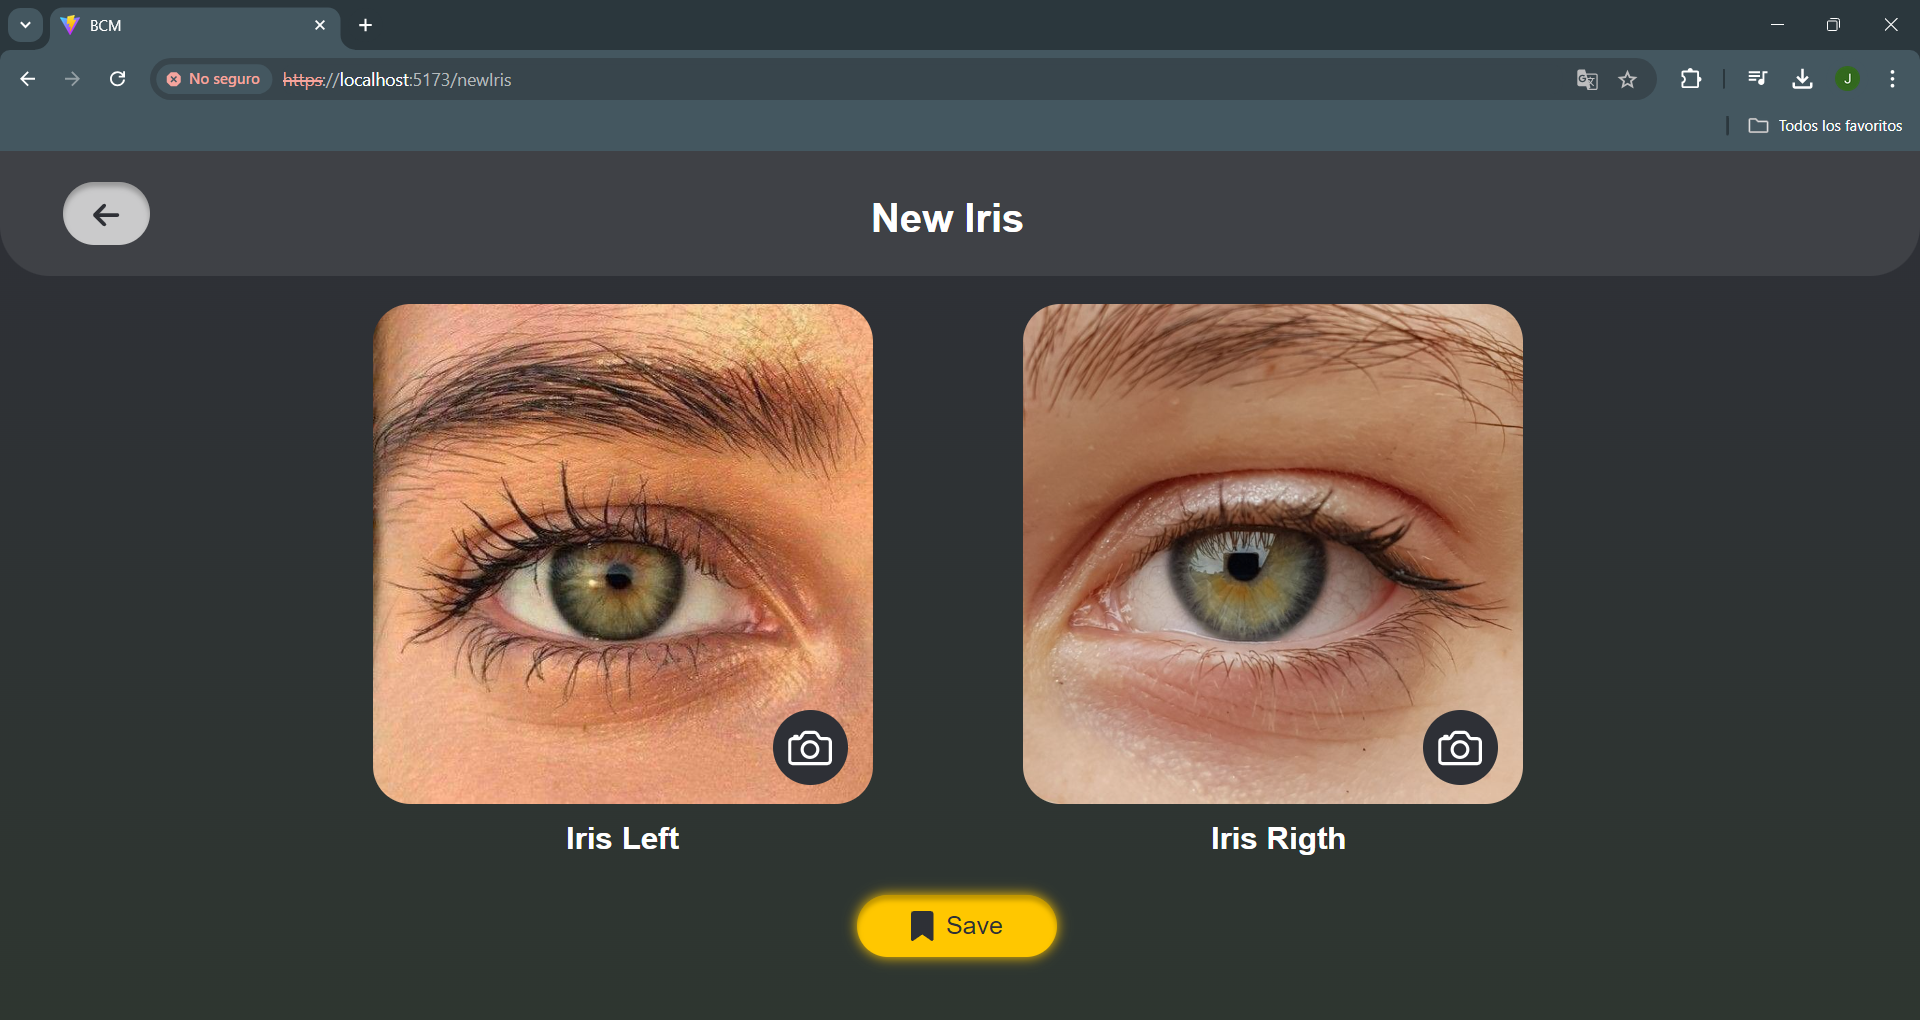 BCM
No seguro https://localhost:5173/newIris
J
Todos los favoritos
New Iris
Iris Left
Iris Rigth
Save